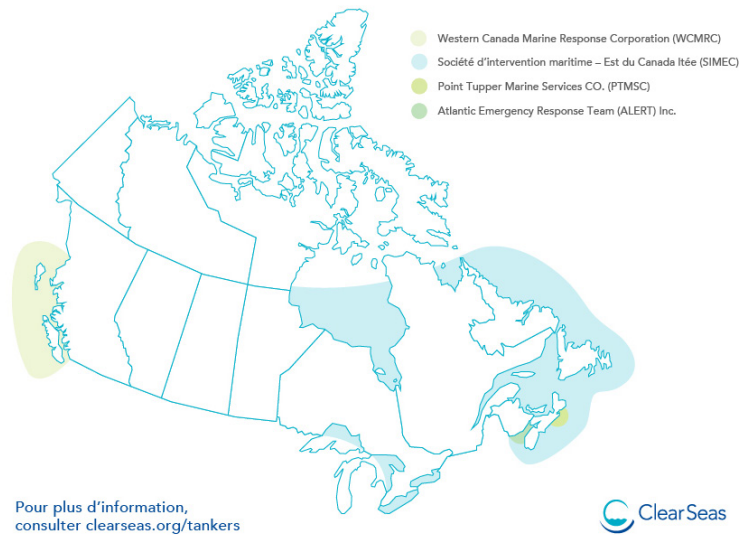 Western Canada Marine Response Corporation (WCMRC)
Société d'intervention maritime – Est du Canada ltée (SIMEC)
Point Tupper Marine Services CO. (PTMSC)
Atlantic Emergency Response Team (ALERT) Inc.
Pour plus d'information,
consulter clearseas.org/tankers
ClearSeas